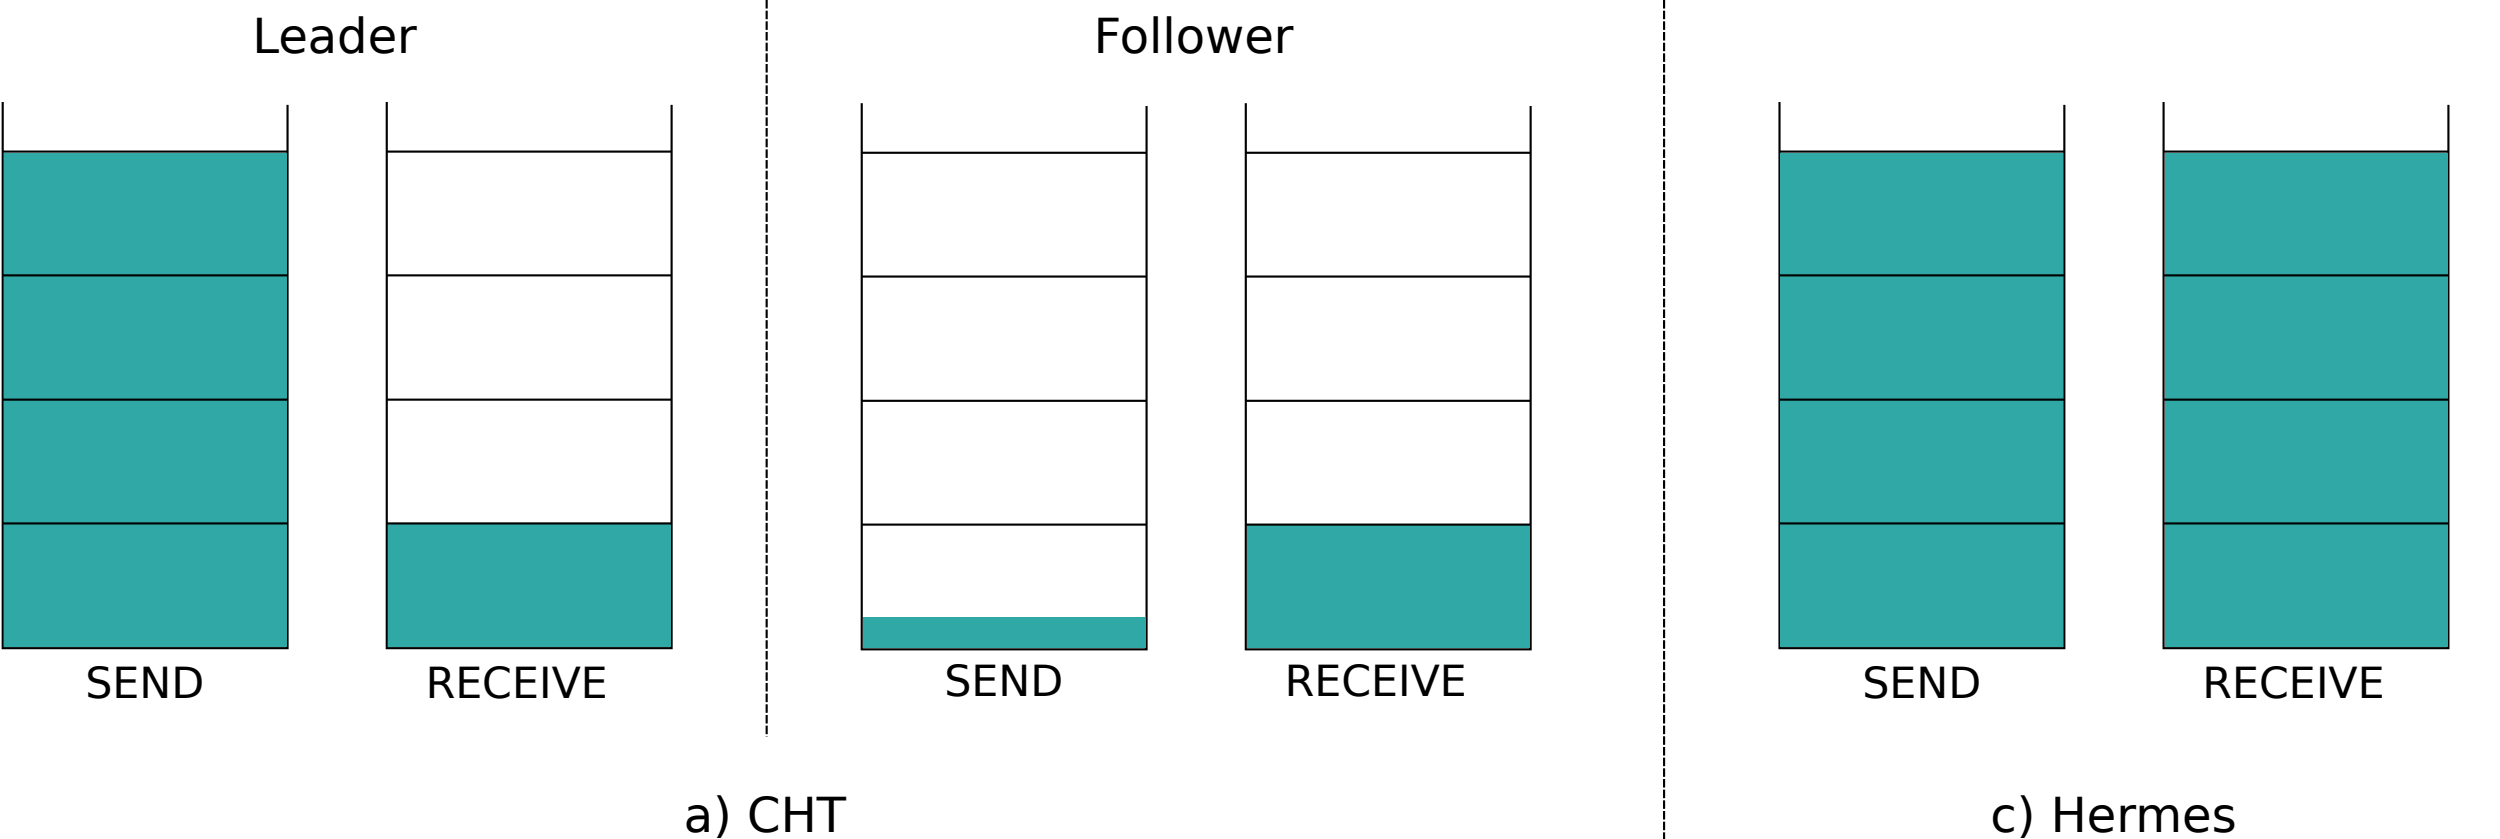 Leader
Follower
SEND
RECEIVE
SEND
RECEIVE
SEND
RECEIVE
a) CHT
c) Hermes